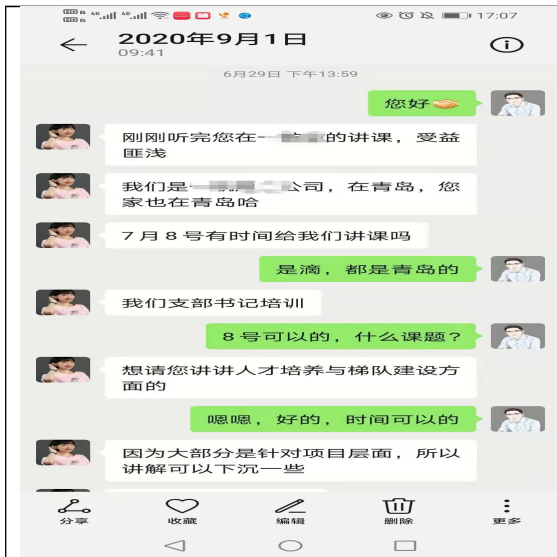 HD 4G HD 4G 17:07
2020年9月1日
09:41
6月29日 下午13:59
您好
刚刚听完您在一 的讲课，受益
匪浅
我们是 公司，在青岛，您
家也在青岛哈
7月8号有时间给我们讲课吗
是滴，都是青岛的
我们支部书记培训
8号可以的，什么课题？
想请您讲讲人才培养与梯队建设方
面的
嗯嗯，好的，时间可以的
因为大部分是针对项目层面，所以
讲解可以下沉一些
分享 收藏 编辑 删除 更多